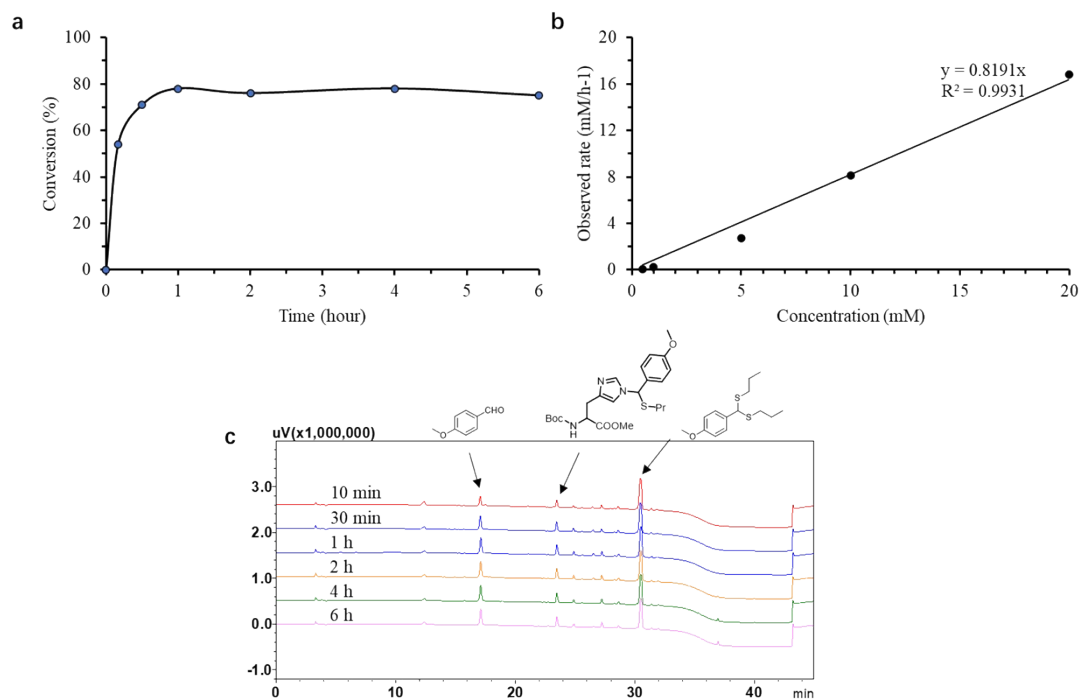 a
100
80
60
40
20
0
Conversion (%)
0 1 2 3 4 5 6
Time (hour)
b
20
16
12
8
4
0
Observed rate (mM/h-1)
y = 0.8191x
R² = 0.9931
0 5 10 15 20
Concentration (mM)
O
CHO
O
N
N
S
Pr
Boc
N
H
COOMe
O
S
S
O
c
uV(x1,000,000)
3.0
2.0
1.0
0.0
-1.0
10 min
30 min
1 h
2 h
4 h
6 h
0 10 20 30 40 min